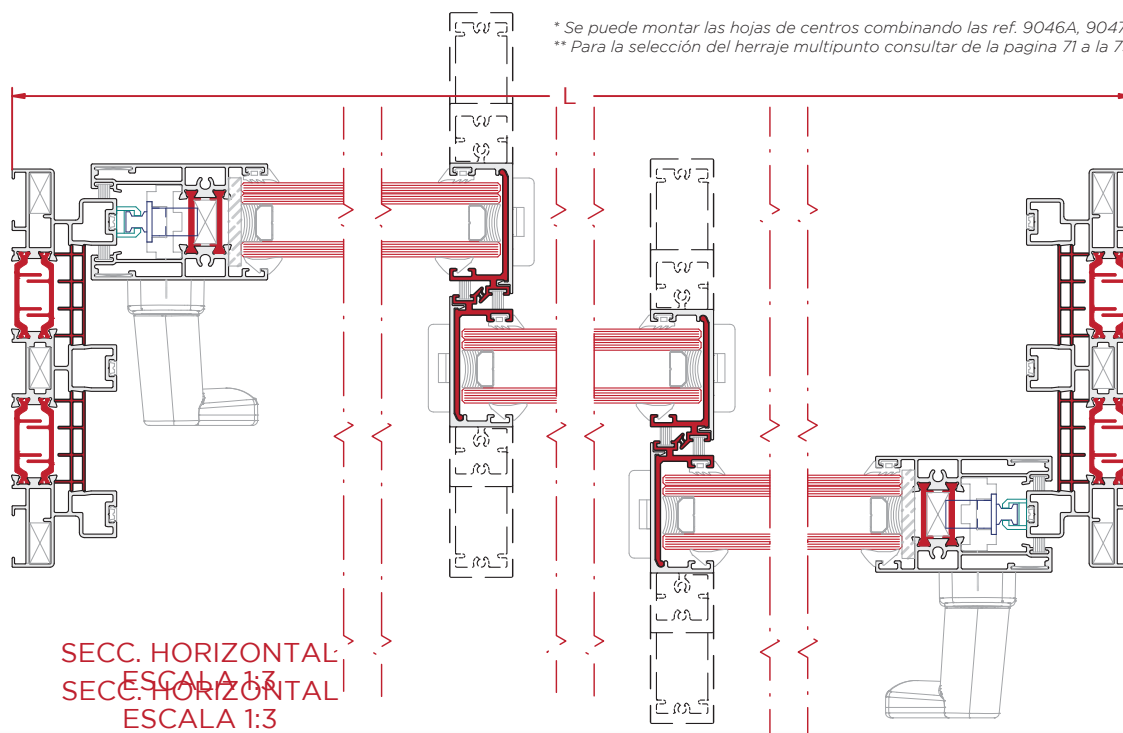 * Se puede montar las hojas de centros combinando las ref. 9046A, 9047
** Para la selección del herraje multipunto consultar de la pagina 71 a la 7
L
SECC. HORIZONTAL
ESCALA 1:3
SECC. HORIZONTAL
ESCALA 1:3